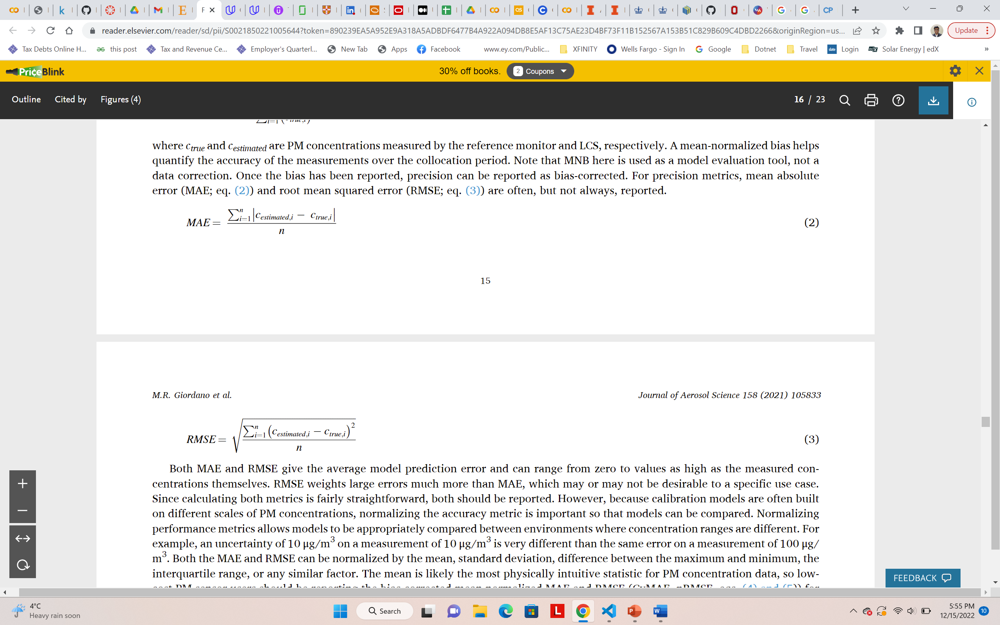 reader.elsevier.com/reader/sd/pii/S0021850221005644?token=890239EA5A952E9A318A5ADBDF6477B4A922A094DB8E5AF13C75AE23D4BF73F11B152567A153B51C829B609C4DBD2266&originRegion=us...
Update
Tax Debts Online H... this post Tax and Revenue Ce... Employer's Quarterl... New Tab Apps Facebook www.ey.com/Public... XFINITY Wells Fargo - Sign In Google Dotnet Travel Login Solar Energy | edX »
PriceBlink 30% off books. 2 Coupons
Outline Cited by Figures (4) 16 / 23
where c_true and c_estimated are PM concentrations measured by the reference monitor and LCS, respectively. A mean-normalized bias helps
quantify the accuracy of the measurements over the collocation period. Note that MNB here is used as a model evaluation tool, not a
data correction. Once the bias has been reported, precision can be reported as bias-corrected. For precision metrics, mean absolute
error (MAE; eq. (2)) and root mean squared error (RMSE; eq. (3)) are often, but not always, reported.
MAE = ∑_{i=1}^{n} |c_{estimated,i} − c_{true,i}| / n (2)
15
M.R. Giordano et al. Journal of Aerosol Science 158 (2021) 105833
RMSE = √(∑_{i=1}^{n} (c_{estimated,i} − c_{true,i})² / n) (3)
Both MAE and RMSE give the average model prediction error and can range from zero to values as high as the measured con-
centrations themselves. RMSE weights large errors much more than MAE, which may or may not be desirable to a specific use case.
Since calculating both metrics is fairly straightforward, both should be reported. However, because calibration models are often built
on different scales of PM concentrations, normalizing the accuracy metric is important so that models can be compared. Normalizing
performance metrics allows models to be appropriately compared between environments where concentration ranges are different. For
example, an uncertainty of 10 μg/m³ on a measurement of 10 μg/m³ is very different than the same error on a measurement of 100 μg/
m³. Both the MAE and RMSE can be normalized by the mean, standard deviation, difference between the maximum and minimum, the
interquartile range, or any similar factor. The mean is likely the most physically intuitive statistic for PM concentration data, so low-
FEEDBACK
4°C
Heavy rain soon
Search
5:55 PM
12/15/2022
10